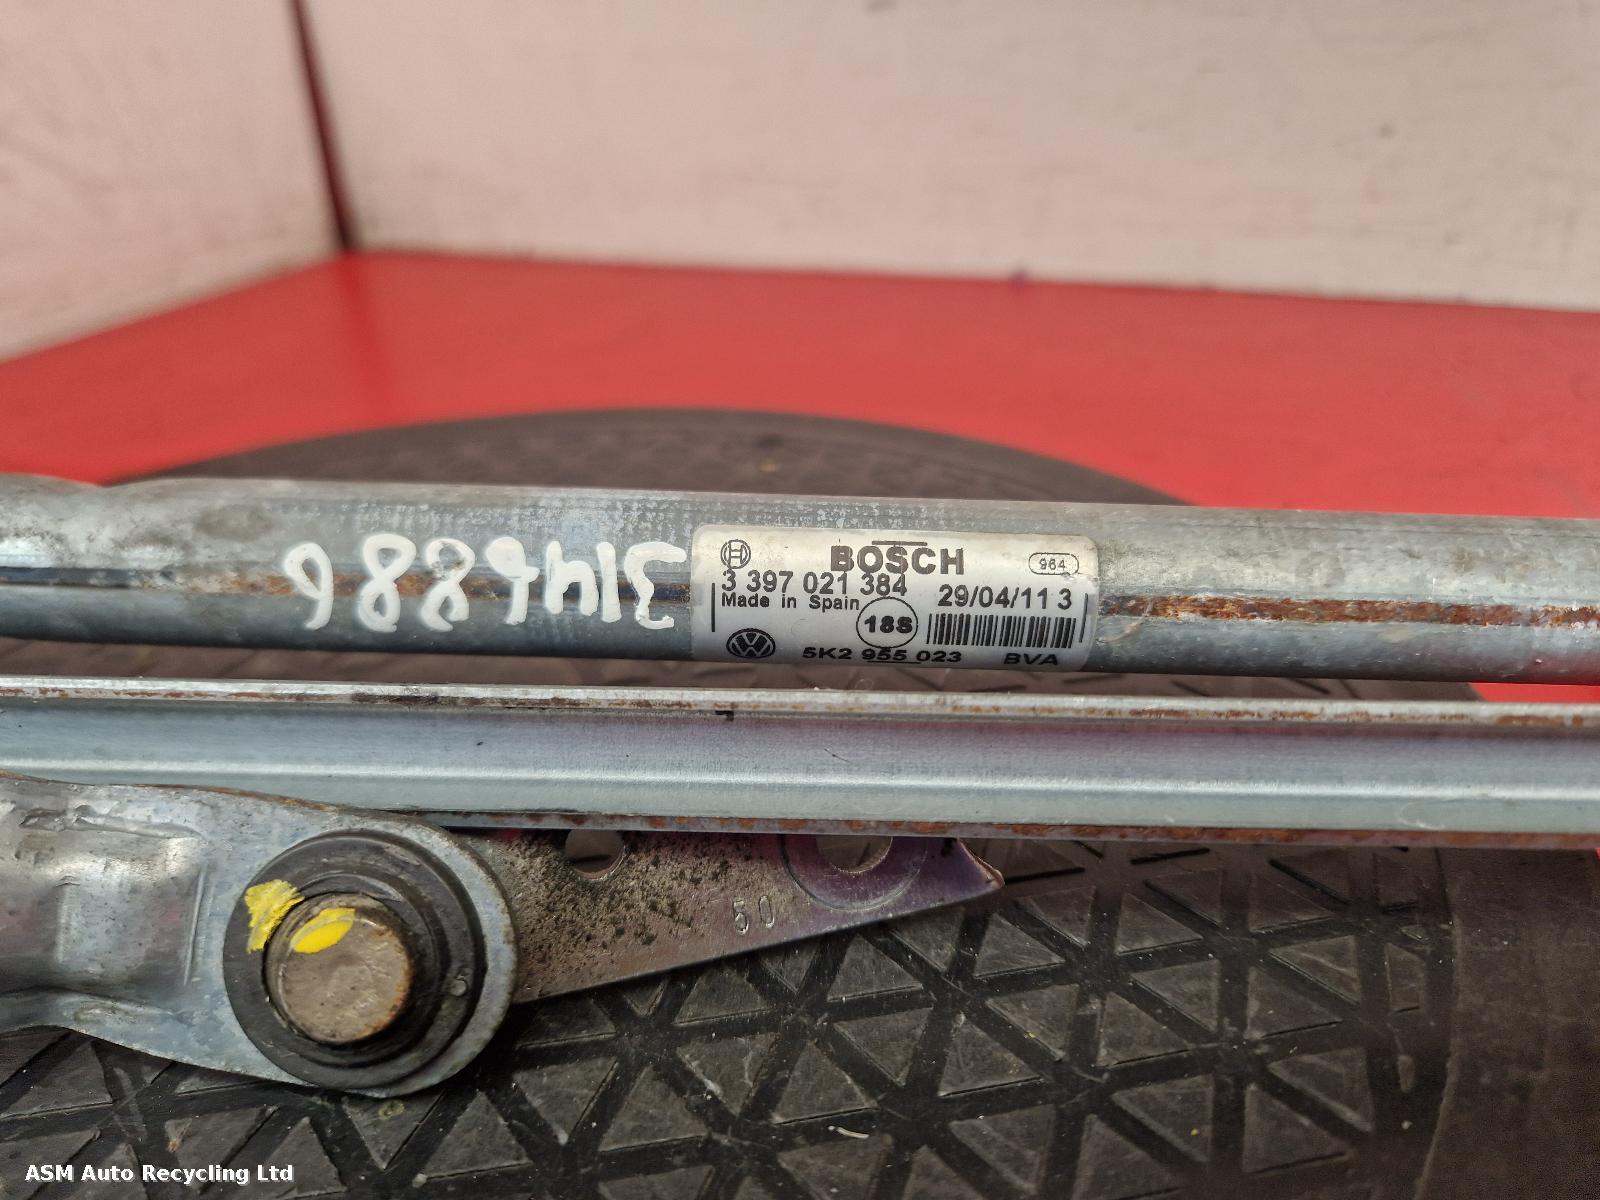 BOSCH
964
3 397 021 384
29/04/11 3
Made in Spain
18S
5K2 955 023 BVA
50
ASM Auto Recycling Ltd